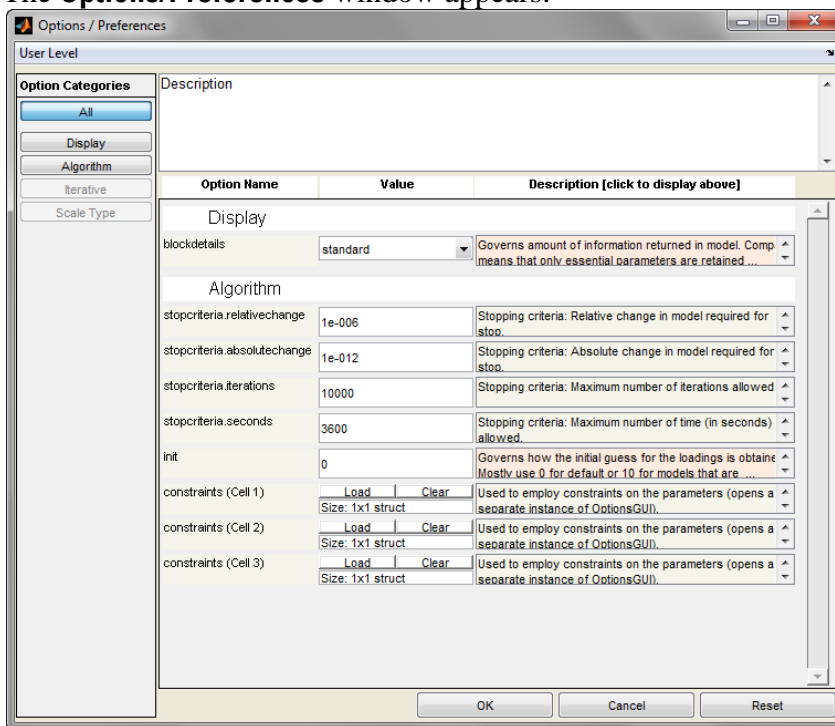 The Options/Preferences window appears.
Options / Preferences
User Level
Option Categories
All
Display
Algorithm
Iterative
Scale Type
Description
Option Name Value Description [click to display above]
Display
blockdetails standard Governs amount of information returned in model. Comp
means that only essential parameters are retained ...
Algorithm
stopcriteria.relativechange 1e-006 Stopping criteria: Relative change in model required for
stop.
stopcriteria.absolutechange 1e-012 Stopping criteria: Absolute change in model required for
stop.
stopcriteria.iterations 10000 Stopping criteria: Maximum number of iterations allowed
stopcriteria.seconds 3600 Stopping criteria: Maximum number of time (in seconds)
allowed.
init 0 Governs how the initial guess for the loadings is obtaine
Mostly use 0 for default or 10 for models that are ...
constraints (Cell 1) Load Clear Used to employ constraints on the parameters (opens a
Size: 1x1 struct separate instance of OptionsGUI).
constraints (Cell 2) Load Clear Used to employ constraints on the parameters (opens a
Size: 1x1 struct separate instance of OptionsGUI).
constraints (Cell 3) Load Clear Used to employ constraints on the parameters (opens a
Size: 1x1 struct separate instance of OptionsGUI).
OK Cancel Reset